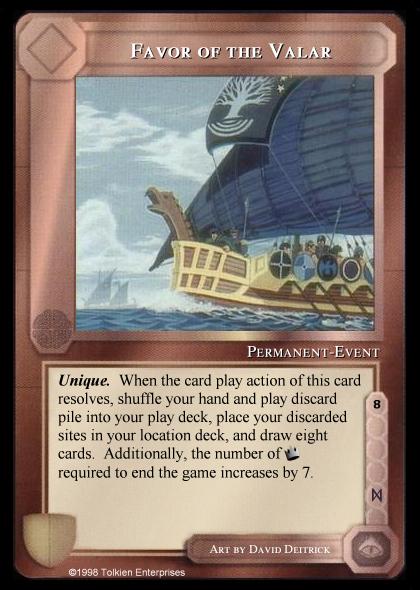 FAVOR OF THE VALAR
PERMANENT-EVENT
Unique. When the card play action of this card
resolves, shuffle your hand and play discard
pile into your play deck, place your discarded
sites in your location deck, and draw eight
cards. Additionally, the number of
required to end the game increases by 7.
8
ART BY DAVID DEITRICK
©1998 Tolkien Enterprises